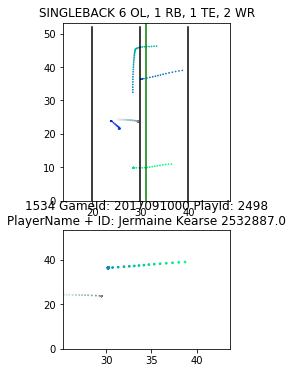 SINGLEBACK 6 OL, 1 RB, 1 TE, 2 WR
50
40
30
20
10
0
20 30 40
1534 GameId: 2017091000 PlayId: 2498
PlayerName + ID: Jermaine Kearse 2532887.0
40
20
0
30 35 40